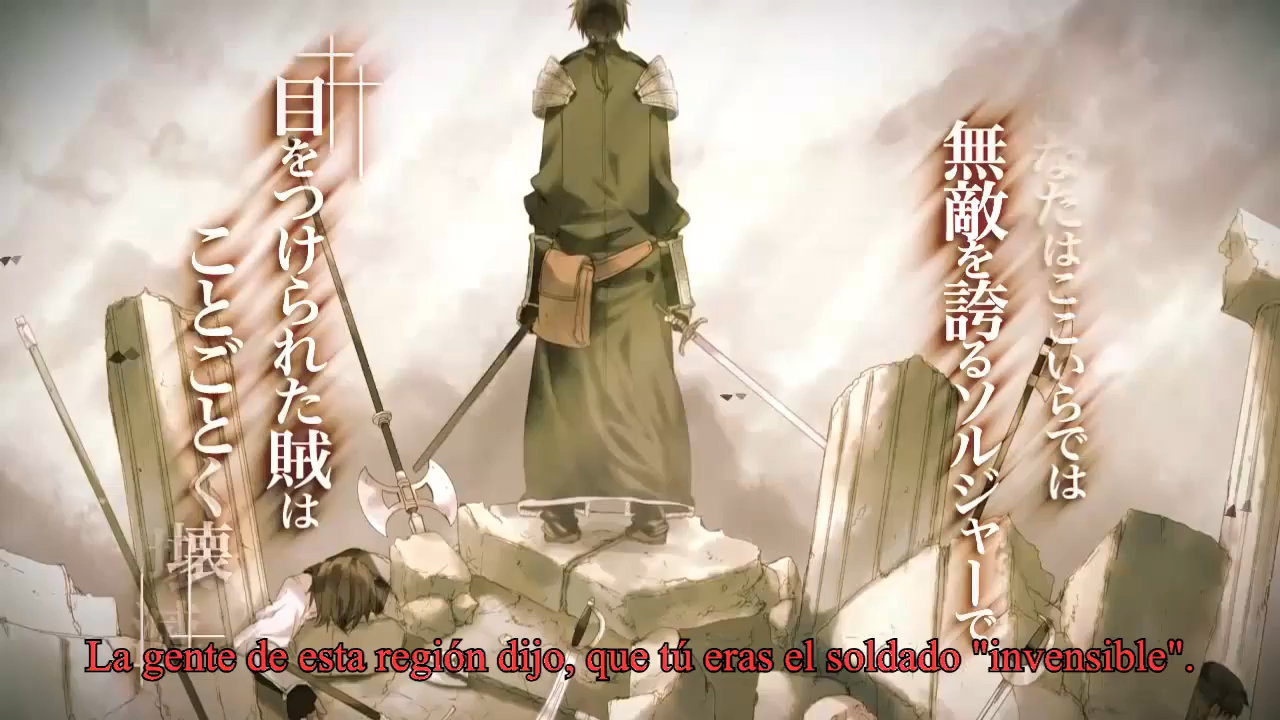 なたはここいらでは
無敵を誇るソルジャーで
目をつけられた賊は
ことごとく壊
La gente de esta región dijo, que tú eras el soldado "invensible".